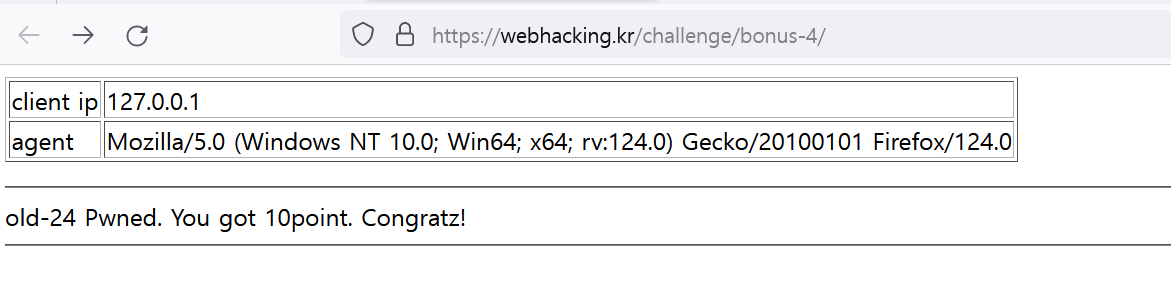 https://webhacking.kr/challenge/bonus-4/
client ip 127.0.0.1
agent Mozilla/5.0 (Windows NT 10.0; Win64; x64; rv:124.0) Gecko/20100101 Firefox/124.0
old-24 Pwned. You got 10point. Congratz!